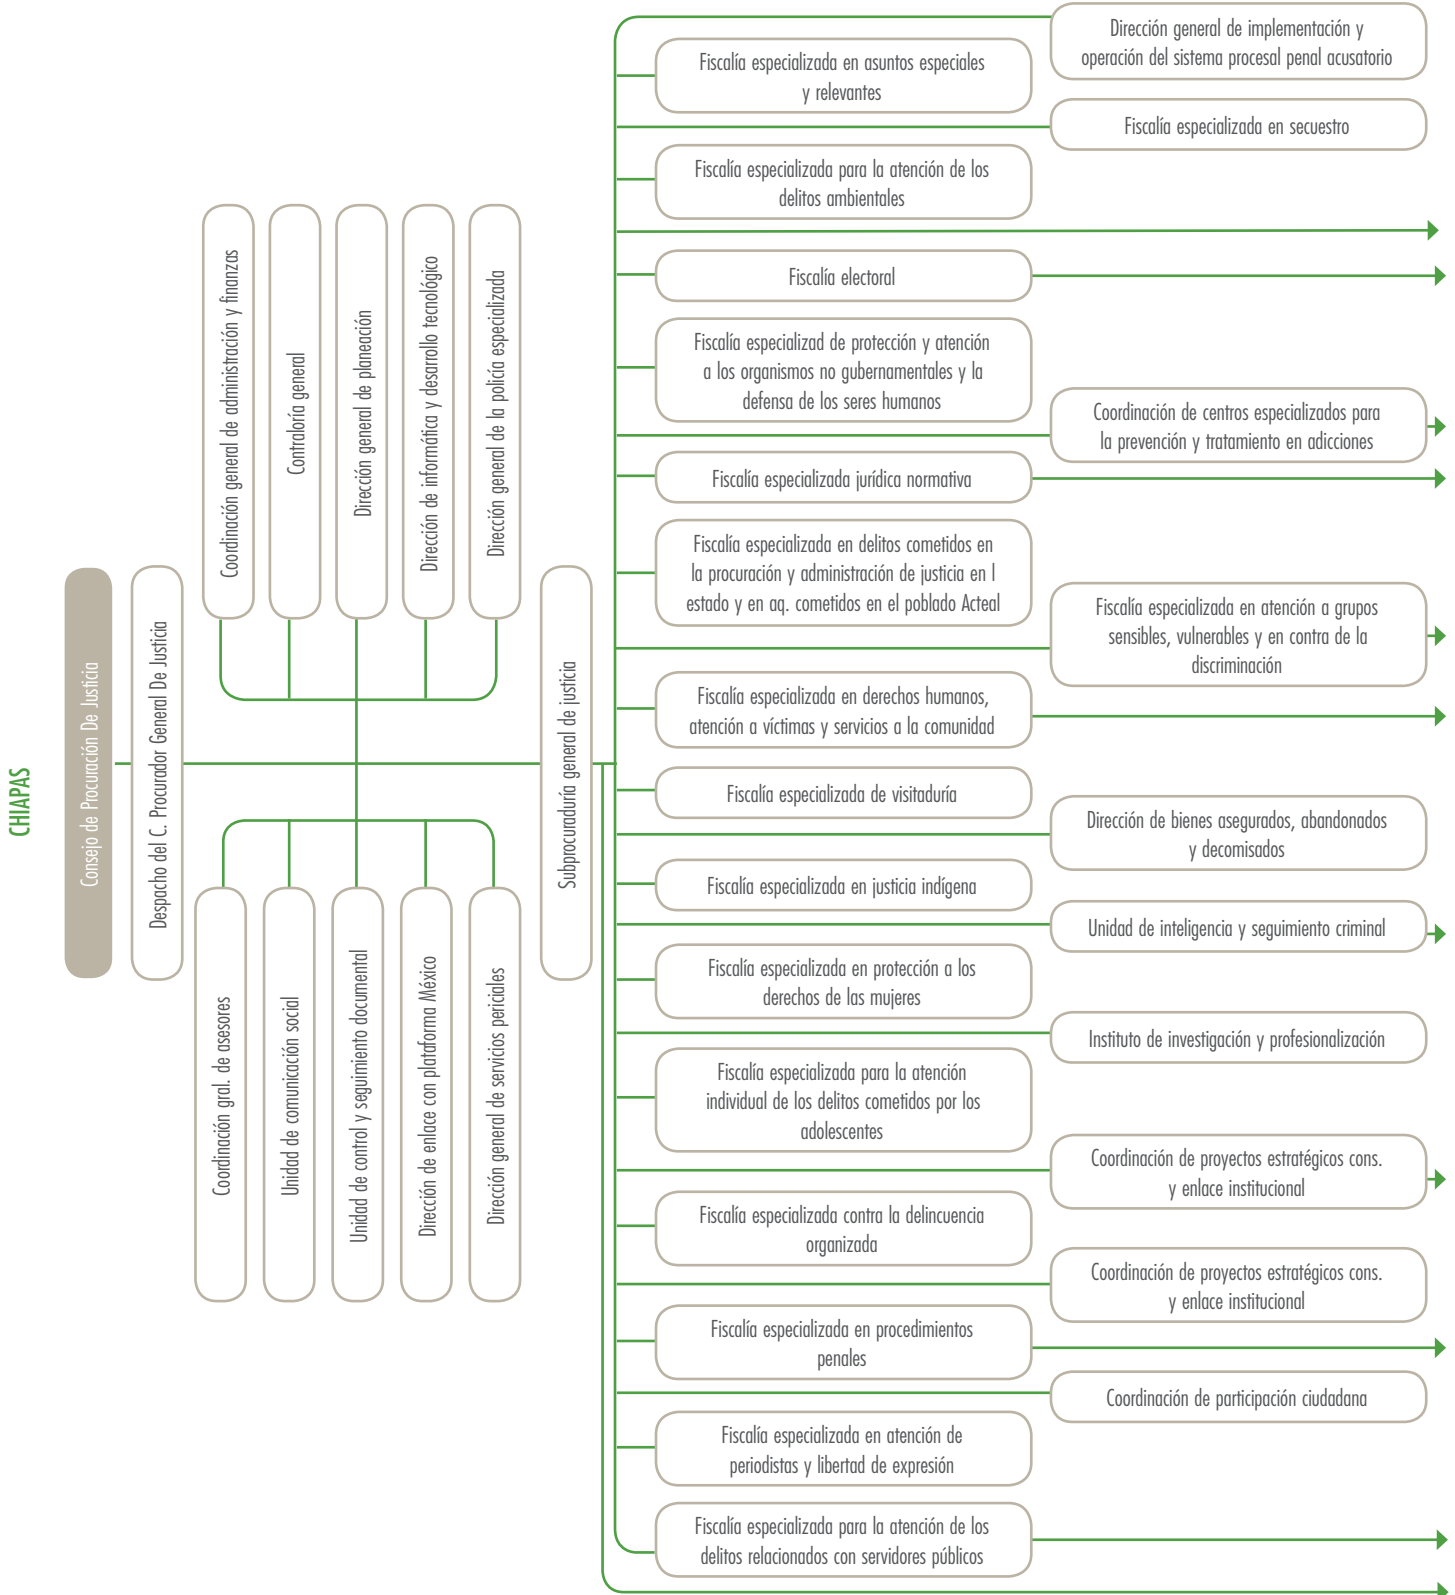 CHIAPAS
Consejo de Procuración De Justicia
Despacho del C. Procurador General De Justicia
Coordinación general de administración y finanzas
Contraloría general
Dirección general de planeación
Dirección de informática y desarrollo tecnológico
Dirección general de la policía especializada
Coordinación gral. de asesores
Unidad de comunicación social
Unidad de control y seguimiento documental
Dirección de enlace con plataforma México
Dirección general de servicios periciales
Subprocuraduría general de justicia
Dirección general de implementación y
operación del sistema procesal penal acusatorio
Fiscalía especializada en asuntos especiales
y relevantes
Fiscalía especializada en secuestro
Fiscalía especializada para la atención de los
delitos ambientales
Fiscalía electoral
Fiscalía especializad de protección y atención
a los organismos no gubernamentales y la
defensa de los seres humanos
Coordinación de centros especializados para
la prevención y tratamiento en adicciones
Fiscalía especializada jurídica normativa
Fiscalía especializada en delitos cometidos en
la procuración y administración de justicia en l
estado y en aq. cometidos en el poblado Acteal
Fiscalía especializada en atención a grupos
sensibles, vulnerables y en contra de la
discriminación
Fiscalía especializada en derechos humanos,
atención a víctimas y servicios a la comunidad
Fiscalía especializada de visitaduría
Dirección de bienes asegurados, abandonados
y decomisados
Fiscalía especializada en justicia indígena
Unidad de inteligencia y seguimiento criminal
Fiscalía especializada en protección a los
derechos de las mujeres
Instituto de investigación y profesionalización
Fiscalía especializada para la atención
individual de los delitos cometidos por los
adolescentes
Coordinación de proyectos estratégicos cons.
y enlace institucional
Fiscalía especializada contra la delincuencia
organizada
Coordinación de proyectos estratégicos cons.
y enlace institucional
Fiscalía especializada en procedimientos
penales
Coordinación de participación ciudadana
Fiscalía especializada en atención de
periodistas y libertad de expresión
Fiscalía especializada para la atención de los
delitos relacionados con servidores públicos